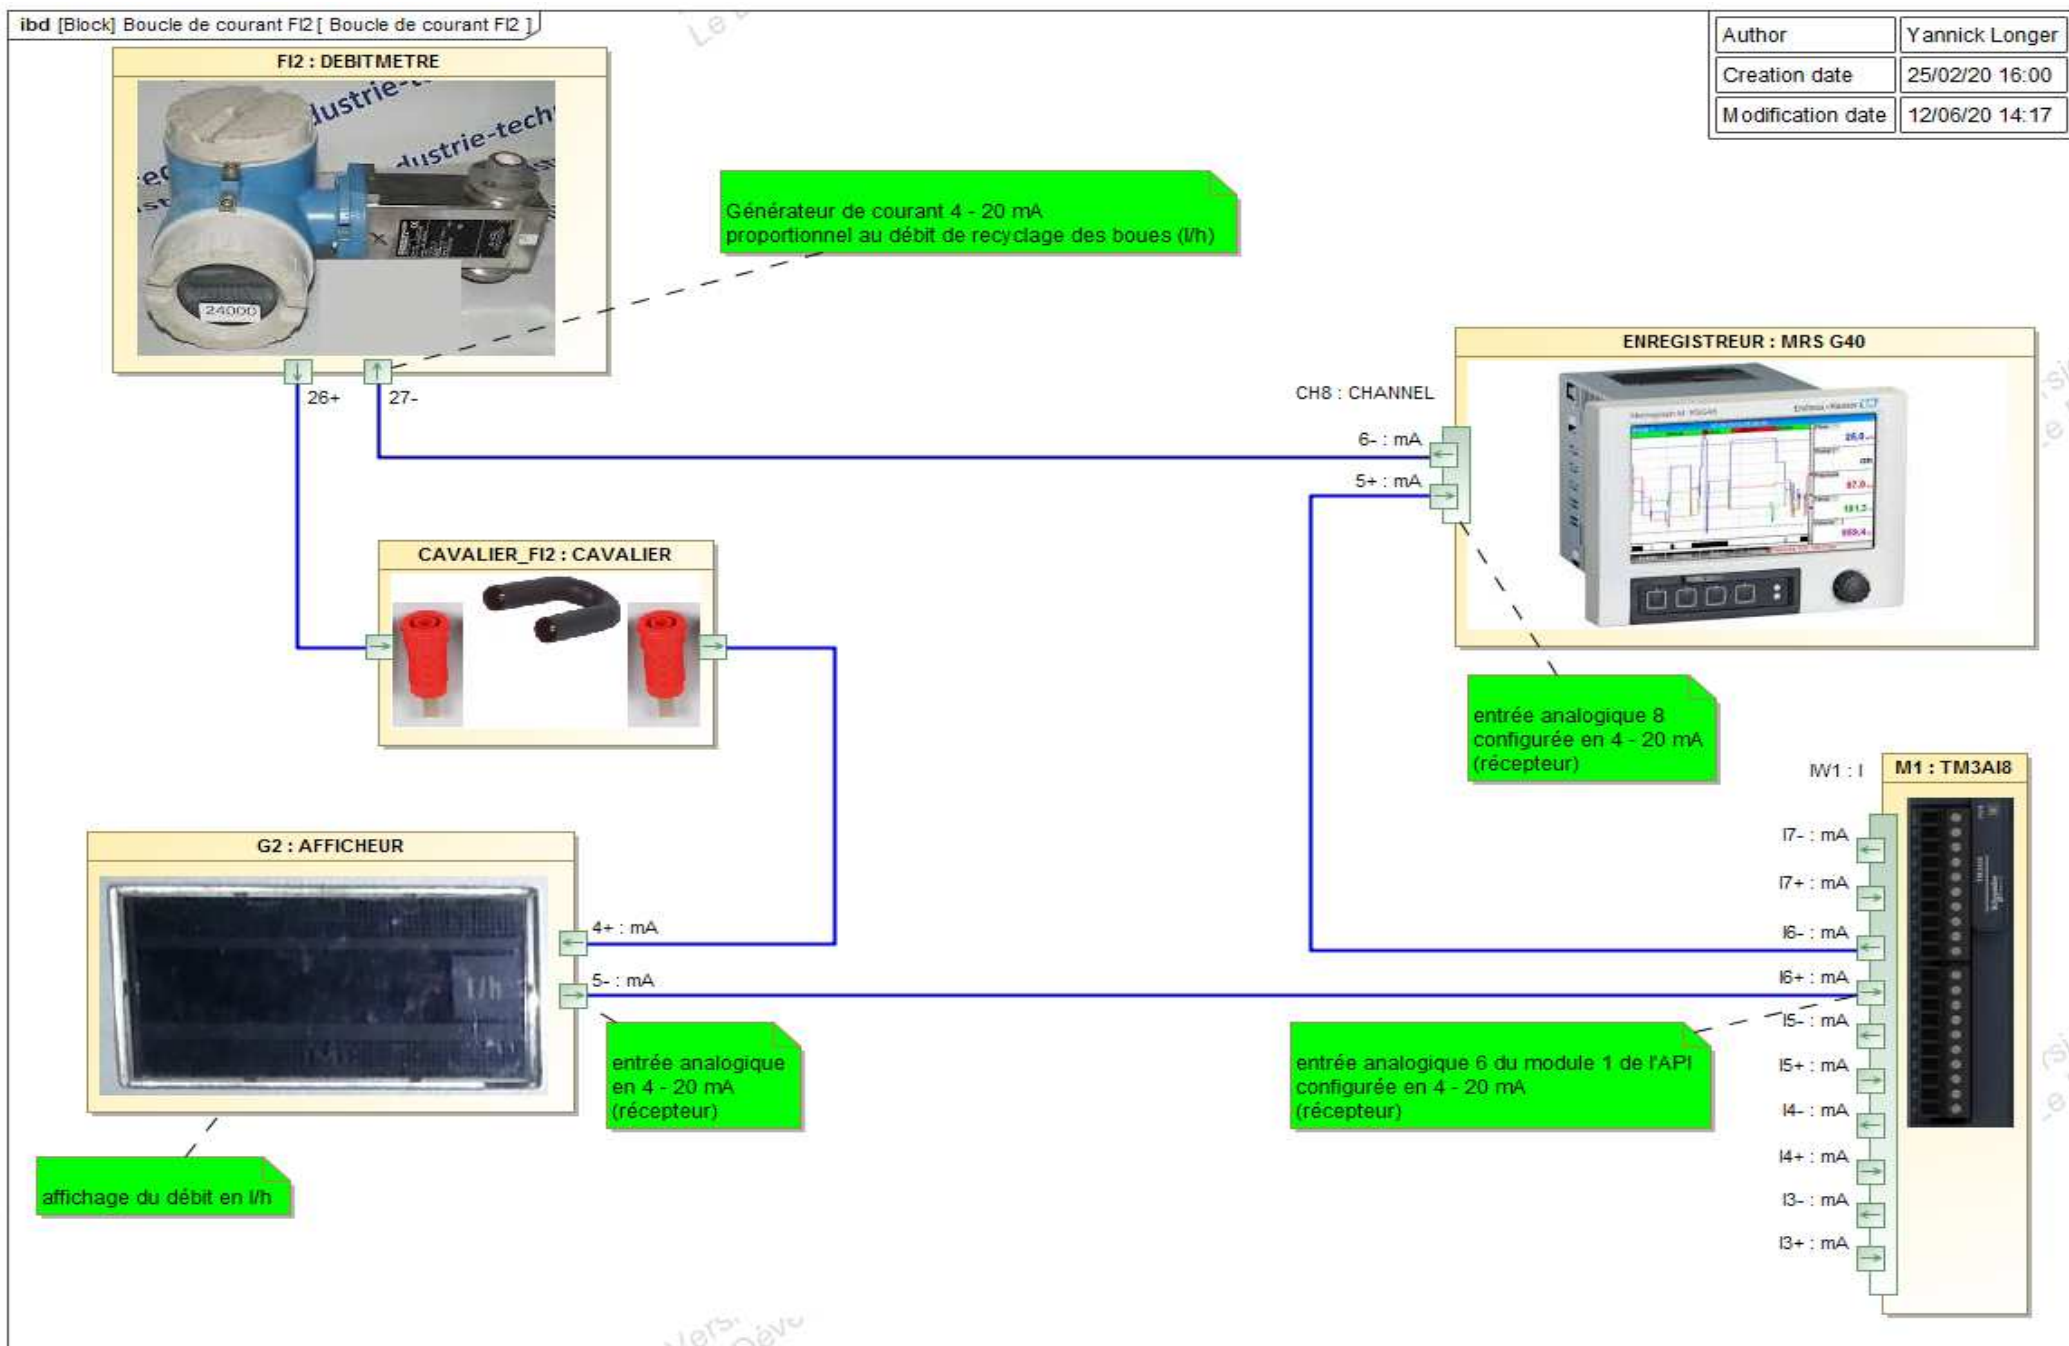 ibd [Block] Boucle de courant FI2 [ Boucle de courant FI2 ]
Author Yannick Longer
Creation date 25/02/20 16:00
Modification date 12/06/20 14:17
FI2 : DEBITMETRE
dustrie-tech
dustrie-tech
24000
26+
27-
Générateur de courant 4 - 20 mA
proportionnel au débit de recyclage des boues (l/h)
ENREGISTREUR : MRS G40
CH8 : CHANNEL
6- : mA
5+ : mA
entrée analogique 8
configurée en 4 - 20 mA
(récepteur)
CAVALIER_FI2 : CAVALIER
G2 : AFFICHEUR
l/h
4+ : mA
5- : mA
entrée analogique
en 4 - 20 mA
(récepteur)
affichage du débit en l/h
entrée analogique 6 du module 1 de l'API
configurée en 4 - 20 mA
(récepteur)
IW1 : I
M1 : TM3AI8
I7- : mA
I7+ : mA
I6- : mA
I6+ : mA
I5- : mA
I5+ : mA
I4- : mA
I4+ : mA
I3- : mA
I3+ : mA